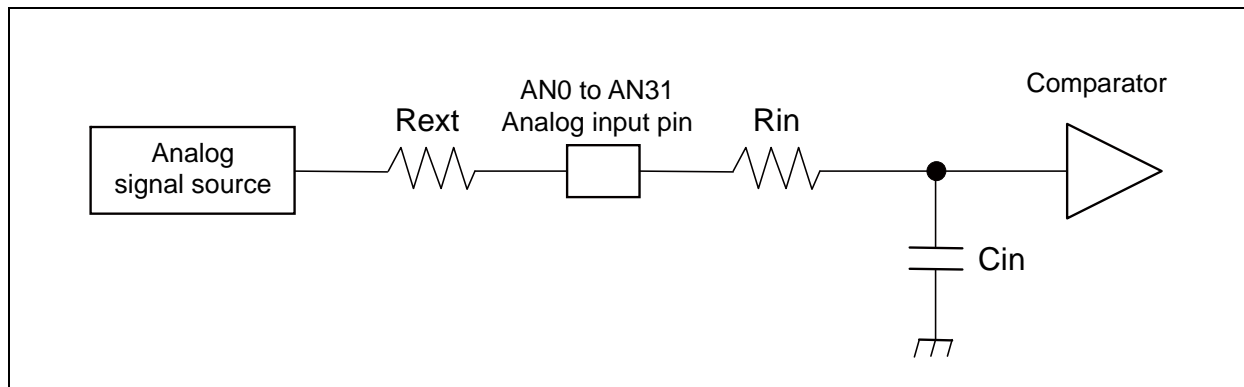 Analog
signal source
Rext
AN0 to AN31
Analog input pin
Rin
Comparator
Cin